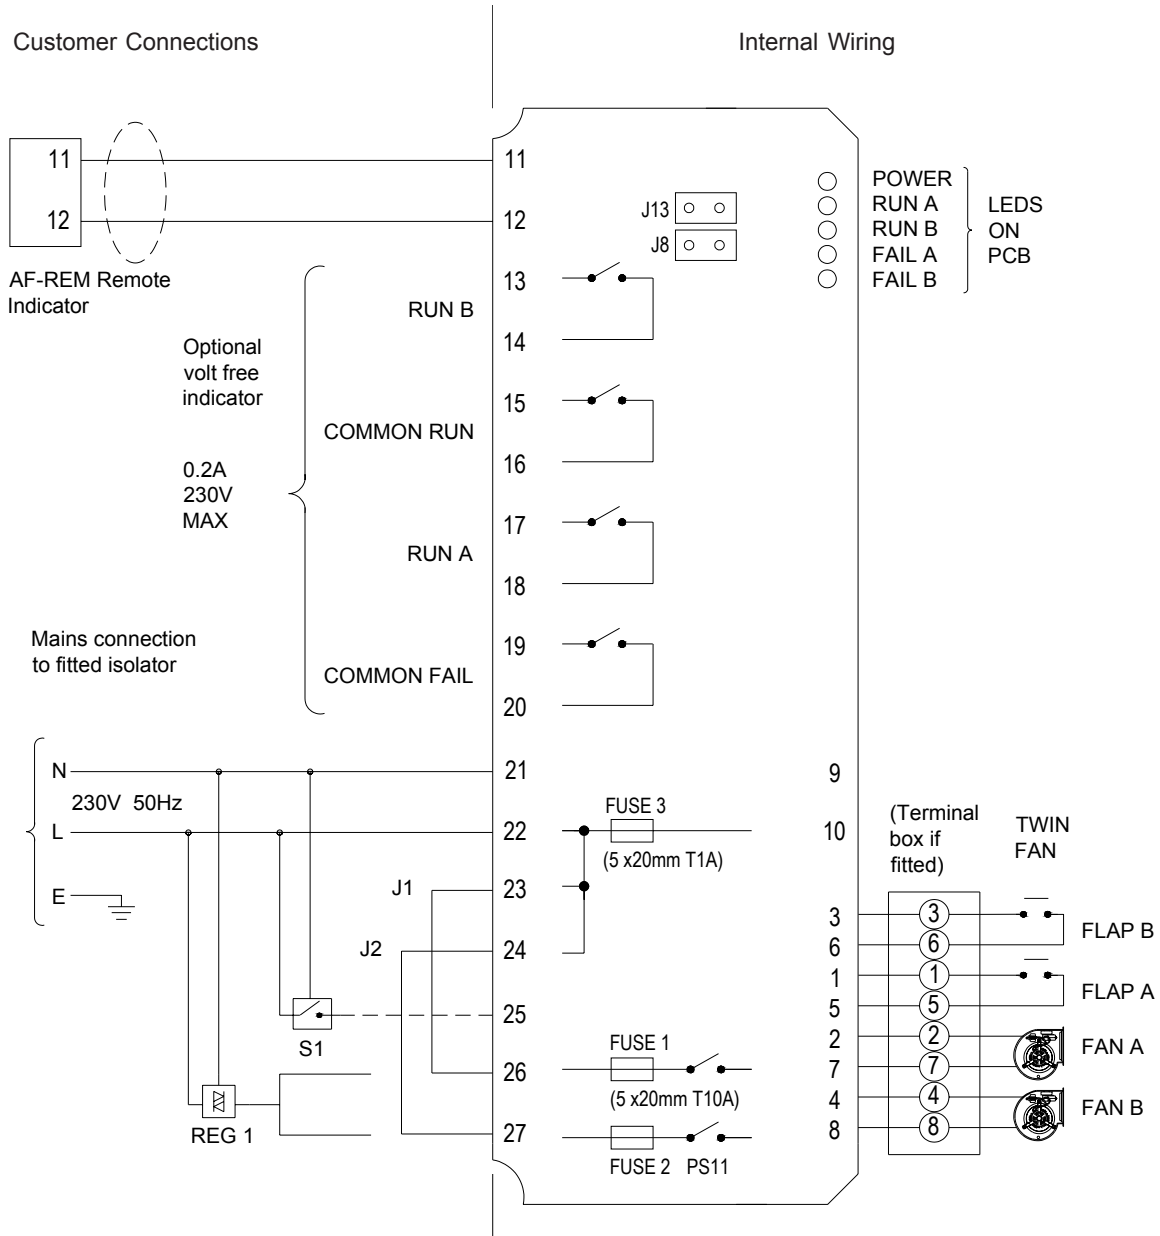 Customer Connections
Internal Wiring
11
12
AF-REM Remote
Indicator
11
12
J13
J8
POWER
RUN A
RUN B
FAIL A
FAIL B
LEDS
ON
PCB
Optional
volt free
indicator
0.2A
230V
MAX
RUN B
COMMON RUN
RUN A
COMMON FAIL
13
14
15
16
17
18
19
20
Mains connection
to fitted isolator
N
230V 50Hz
L
E
J1
J2
S1
REG 1
21
22
23
24
25
26
27
FUSE 3
(5 x20mm T1A)
FUSE 1
(5 x20mm T10A)
FUSE 2 PS11
9
10
3
6
1
5
2
7
4
8
(Terminal
box if
fitted)
3
6
1
5
2
7
4
8
TWIN
FAN
FLAP B
FLAP A
FAN A
FAN B